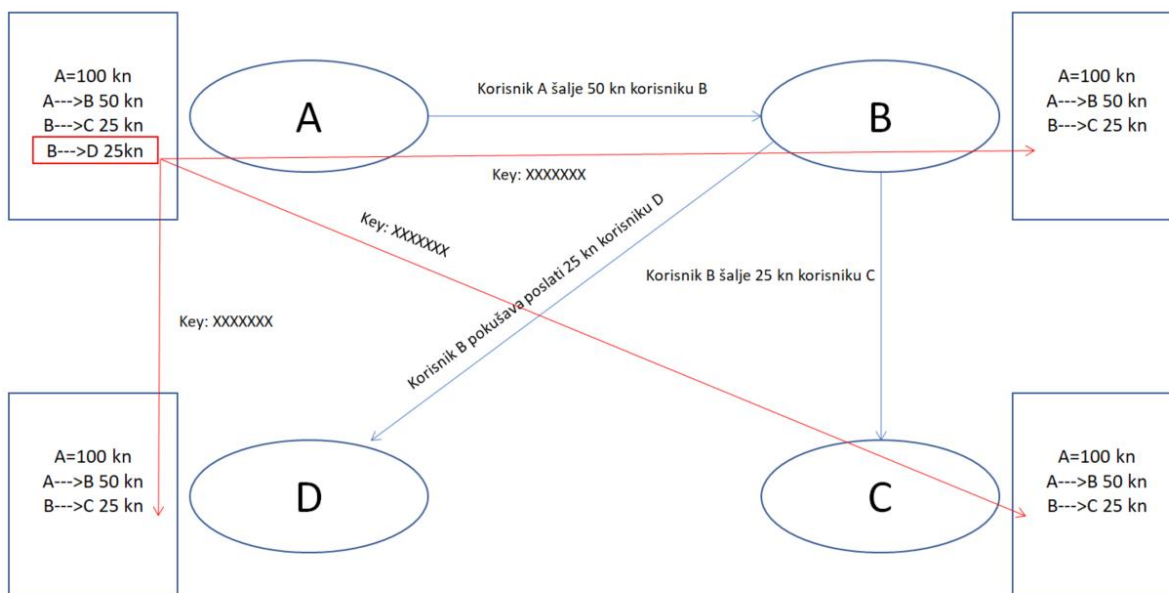 A=100 kn
A--->B 50 kn
B--->C 25 kn
B--->D 25kn
A
Korisnik A šalje 50 kn korisniku B
B
A=100 kn
A--->B 50 kn
B--->C 25 kn
Key: XXXXXXX
Key: XXXXXXX
Korisnik B pokušava poslati 25 kn korisniku D
Korisnik B šalje 25 kn korisniku C
Key: XXXXXXX
A=100 kn
A--->B 50 kn
B--->C 25 kn
D
C
A=100 kn
A--->B 50 kn
B--->C 25 kn